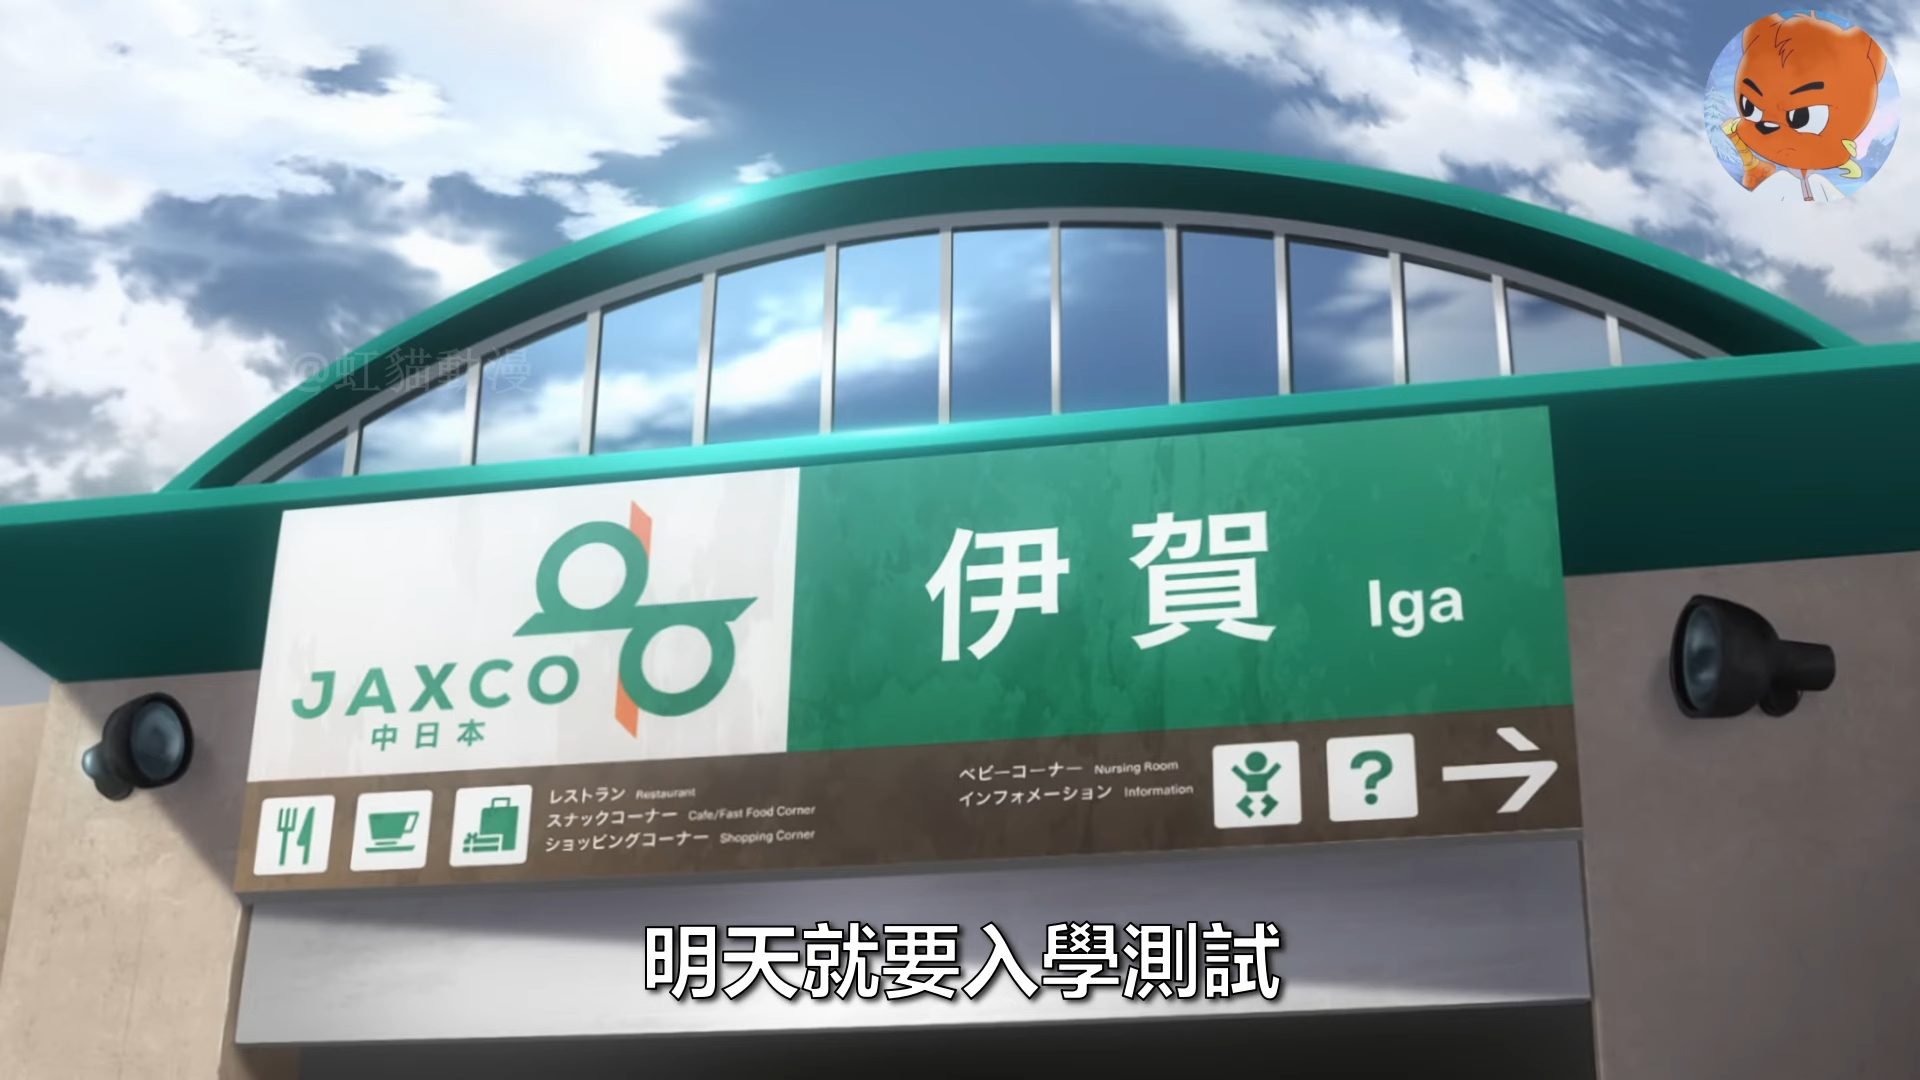 @虹貓動漫
JAXCO
中日本
伊賀 Iga
レストラン Restaurant
スナックコーナー Cafe/Fast Food Corner
ショッピングコーナー Shopping Corner
ベビーコーナー Nursing Room
インフォメーション Information
?
明天就要入學測試